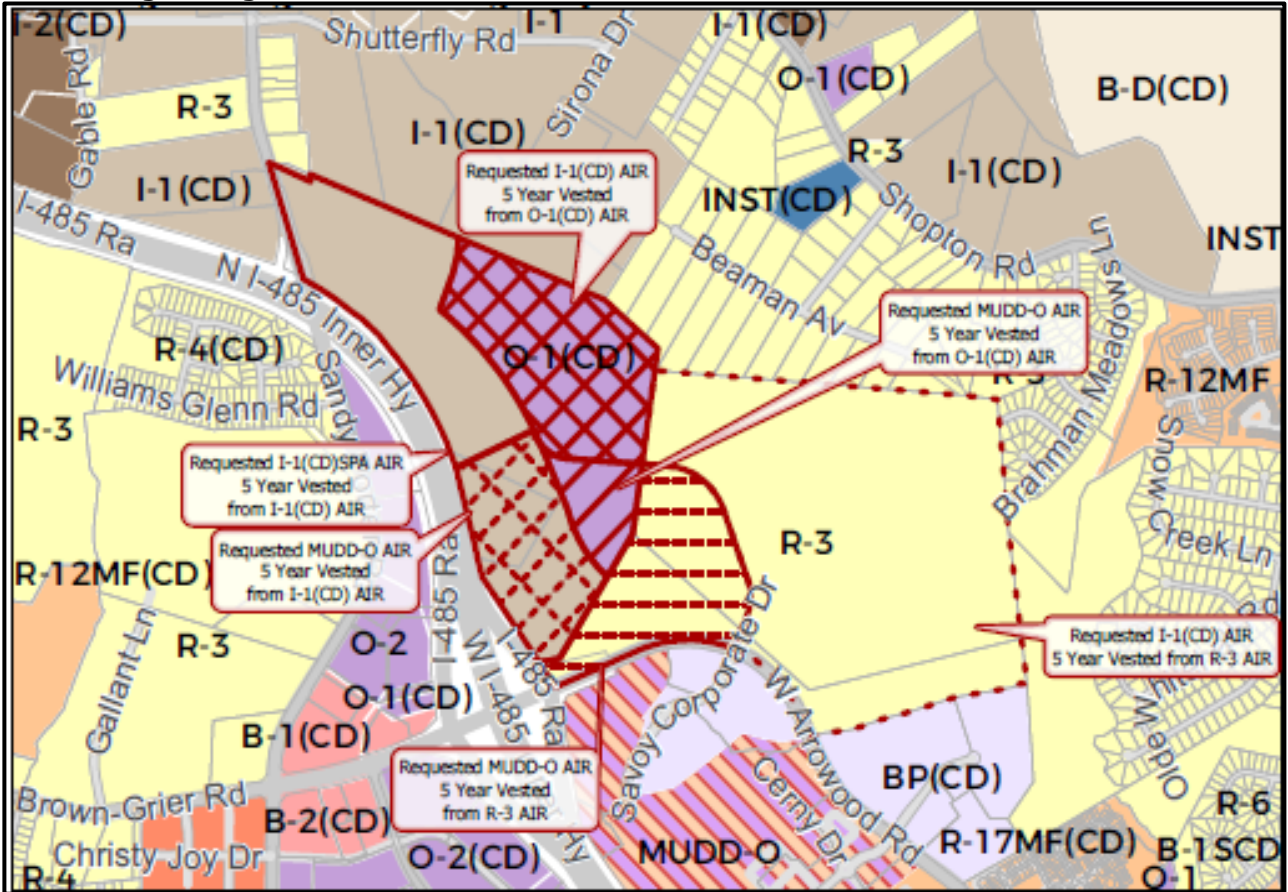 I-2(CD)
Shutterfly Rd
I-1
Sirona Dr
I-1(CD)
O-1(CD)
B-D(CD)
Gable Rd
R-3
I-1(CD)
R-3
I-1(CD)
I-1(CD)
Requested I-1(CD) AIR
5 Year Vested
from O-1(CD) AIR
INST(CD)
Shopton Rd
INST
I-485 Ra
N I-485 Inner Hy
Beaman Av
Brahman Meadows Ln
Requested MUDD-O AIR
5 Year Vested
from O-1(CD) AIR
R-4(CD)
Williams Glenn Rd
Sandy
O-1(CD)
R-12MF
R-3
Snow Creek Ln
Requested I-1(CD)SPA AIR
5 Year Vested
from I-1(CD) AIR
R-3
Requested MUDD-O AIR
5 Year Vested
from I-1(CD) AIR
R-12MF(CD)
I-485 Ra
Gallant Ln
R-3
O-2
W I-485
I-485 Ra
Savoy Corporate Dr
W Arrowood Rd
Requested I-1(CD) AIR
5 Year Vested from R-3 AIR
O-1(CD)
B-1(CD)
Requested MUDD-O AIR
5 Year Vested
from R-3 AIR
Cerny Dr
BP(CD)
Brown-Grier Rd
B-2(CD)
Hy
R-6
Christy Joy Dr
O-2(CD)
MUDD-O
R-17MF(CD)
B-1SCD
R-4
O-1